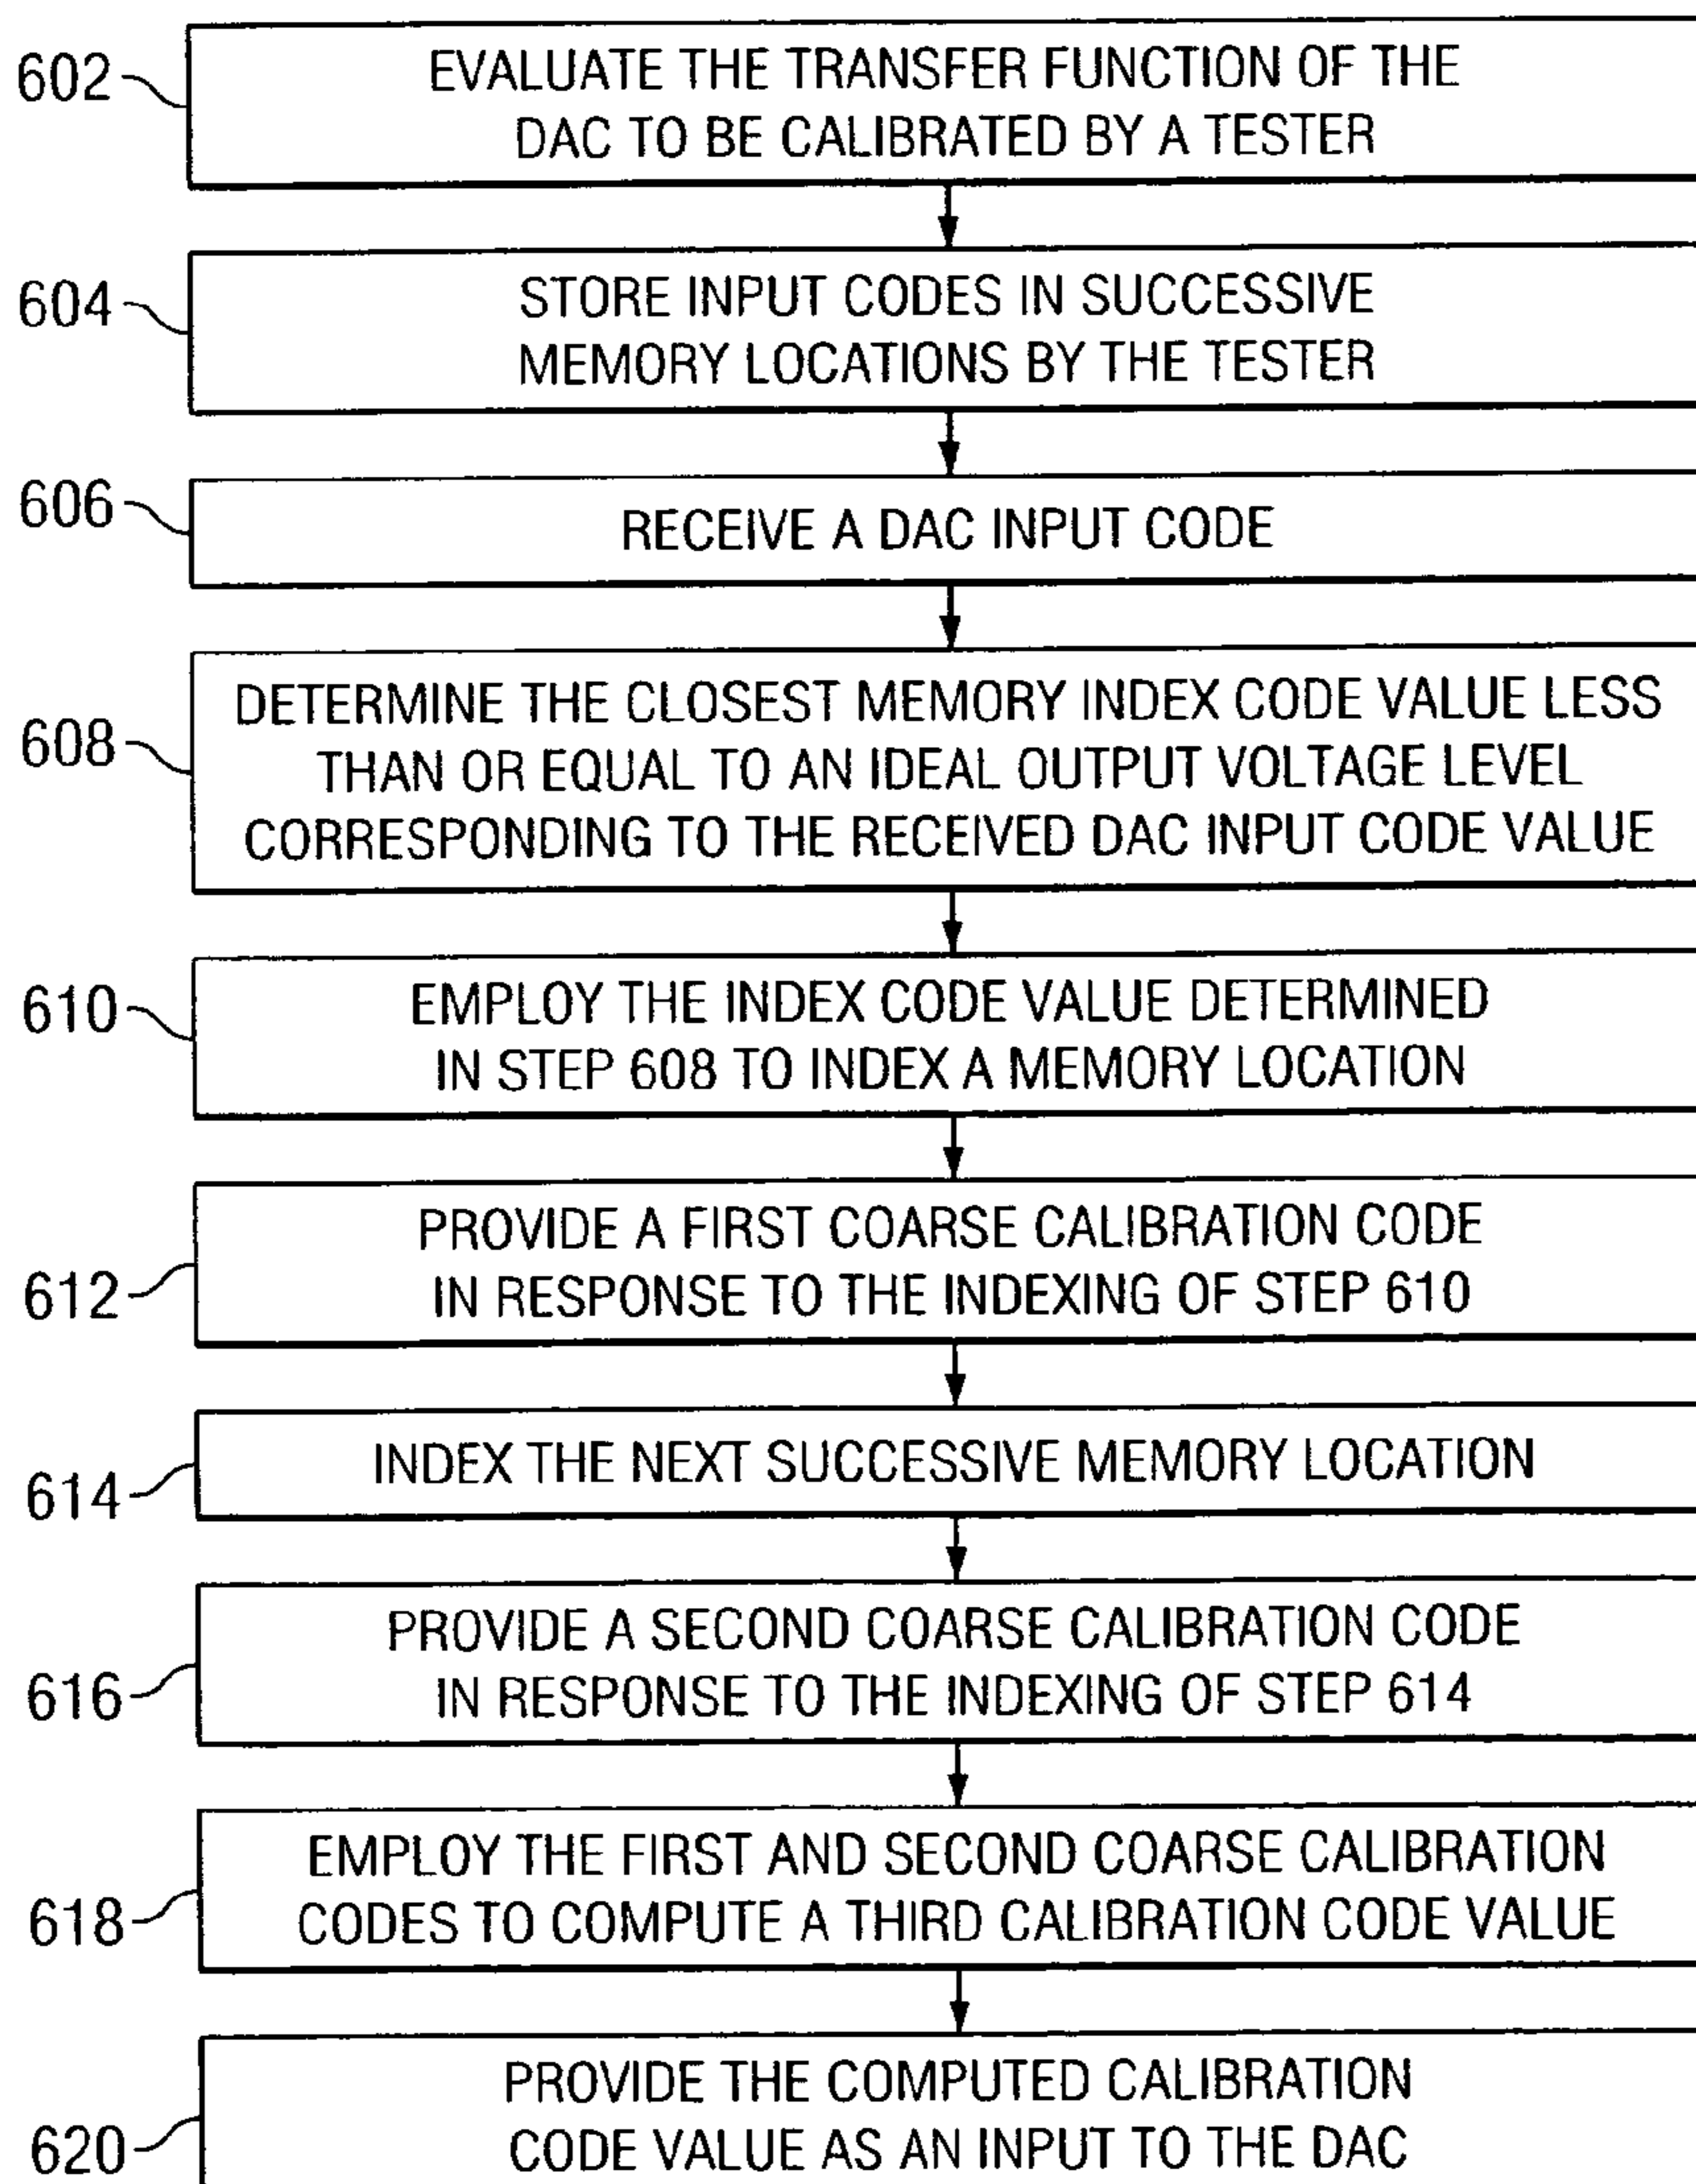 602
EVALUATE THE TRANSFER FUNCTION OF THE
DAC TO BE CALIBRATED BY A TESTER
604
STORE INPUT CODES IN SUCCESSIVE
MEMORY LOCATIONS BY THE TESTER
606
RECEIVE A DAC INPUT CODE
608
DETERMINE THE CLOSEST MEMORY INDEX CODE VALUE LESS
THAN OR EQUAL TO AN IDEAL OUTPUT VOLTAGE LEVEL
CORRESPONDING TO THE RECEIVED DAC INPUT CODE VALUE
610
EMPLOY THE INDEX CODE VALUE DETERMINED
IN STEP 608 TO INDEX A MEMORY LOCATION
612
PROVIDE A FIRST COARSE CALIBRATION CODE
IN RESPONSE TO THE INDEXING OF STEP 610
614
INDEX THE NEXT SUCCESSIVE MEMORY LOCATION
616
PROVIDE A SECOND COARSE CALIBRATION CODE
IN RESPONSE TO THE INDEXING OF STEP 614
618
EMPLOY THE FIRST AND SECOND COARSE CALIBRATION
CODES TO COMPUTE A THIRD CALIBRATION CODE VALUE
620
PROVIDE THE COMPUTED CALIBRATION
CODE VALUE AS AN INPUT TO THE DAC